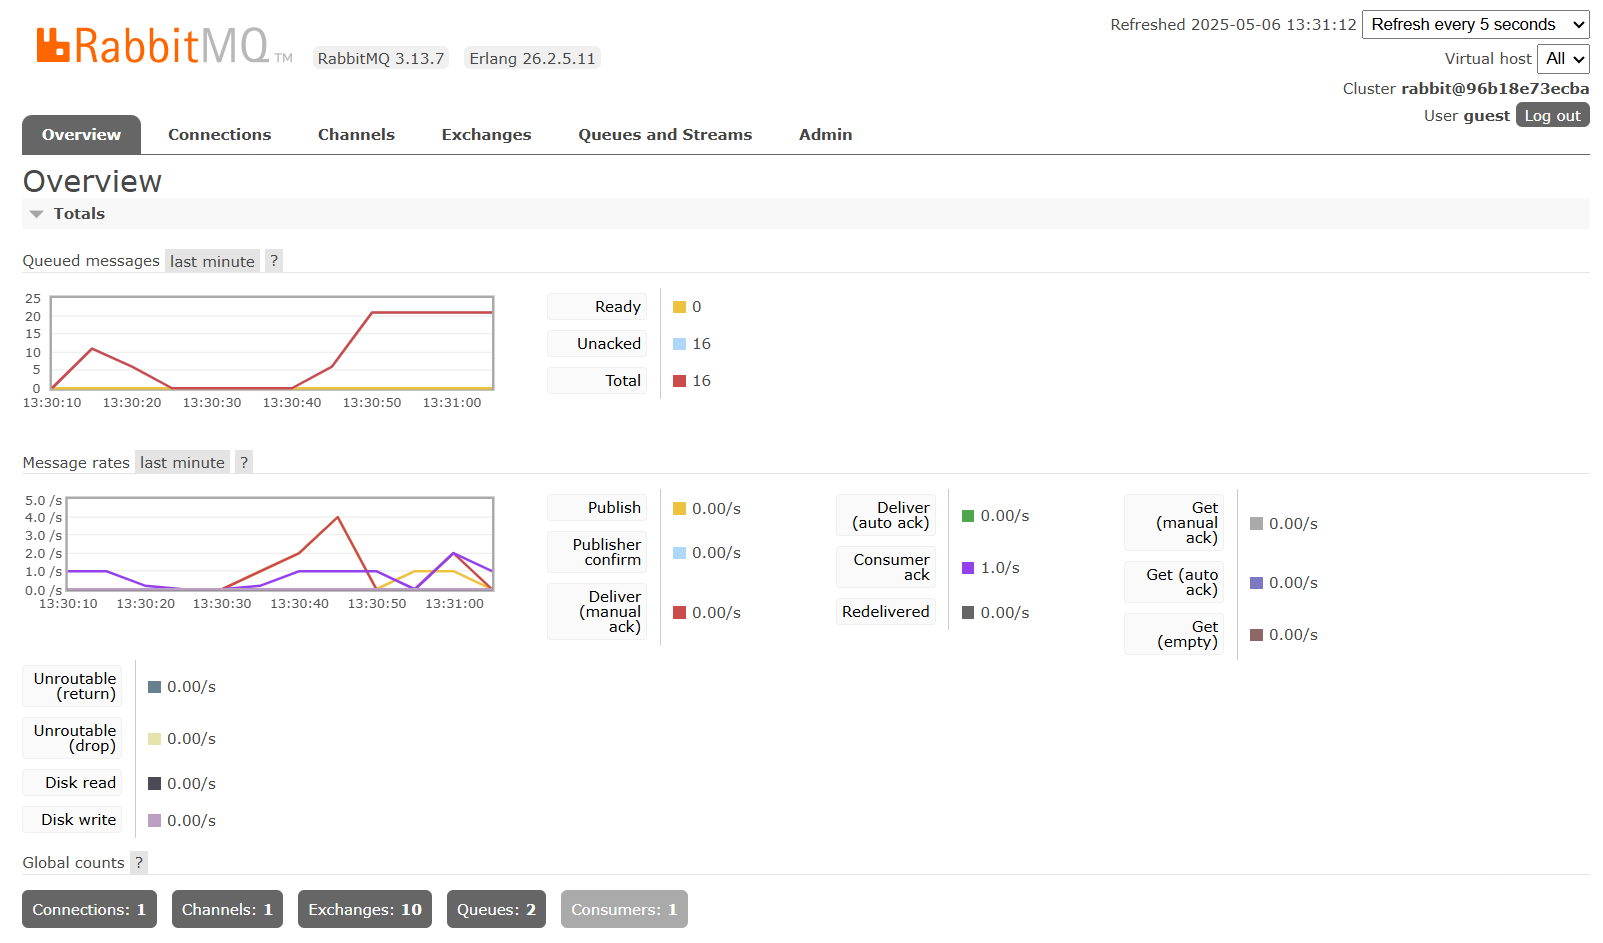 RabbitMQ TM
RabbitMQ 3.13.7
Erlang 26.2.5.11
Refreshed 2025-05-06 13:31:12 Refresh every 5 seconds
Virtual host All
Cluster rabbit@96b18e73ecba
User guest Log out
Overview Connections Channels Exchanges Queues and Streams Admin
Overview
Totals
Queued messages last minute ?
25
20
15
10
5
0
13:30:10 13:30:20 13:30:30 13:30:40 13:30:50 13:31:00
Ready 0
Unacked 16
Total 16
Message rates last minute ?
5.0 /s
4.0 /s
3.0 /s
2.0 /s
1.0 /s
0.0 /s
13:30:10 13:30:20 13:30:30 13:30:40 13:30:50 13:31:00
Publish 0.00/s
Publisher
confirm 0.00/s
Deliver
(manual
ack) 0.00/s
Deliver
(auto ack) 0.00/s
Consumer
ack 1.0/s
Redelivered 0.00/s
Get
(manual
ack) 0.00/s
Get (auto
ack) 0.00/s
Get
(empty) 0.00/s
Unroutable
(return) 0.00/s
Unroutable
(drop) 0.00/s
Disk read 0.00/s
Disk write 0.00/s
Global counts ?
Connections: 1 Channels: 1 Exchanges: 10 Queues: 2 Consumers: 1